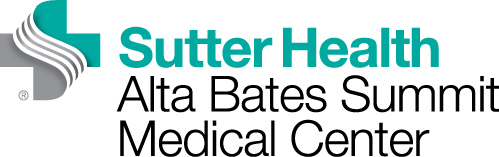 Sutter Health
Alta Bates Summit
Medical Center
®